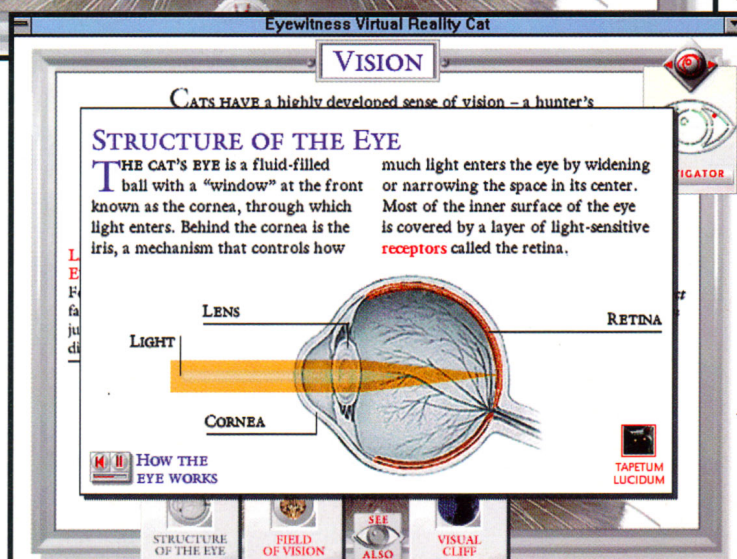 Eyewitness Virtual Reality Cat
VISION
CATS HAVE a highly developed sense of vision – a hunter's
STRUCTURE OF THE EYE
THE CAT'S EYE is a fluid-filled
ball with a “window” at the front
known as the cornea, through which
light enters. Behind the cornea is the
iris, a mechanism that controls how
much light enters the eye by widening
or narrowing the space in its center.
Most of the inner surface of the eye
is covered by a layer of light-sensitive
receptors called the retina.
LENS
LIGHT
RETINA
CORNEA
HOW THE
EYE WORKS
TAPETUM
LUCIDUM
STRUCTURE
OF THE EYE
FIELD
OF VISION
SEE
ALSO
VISUAL
CLIFF